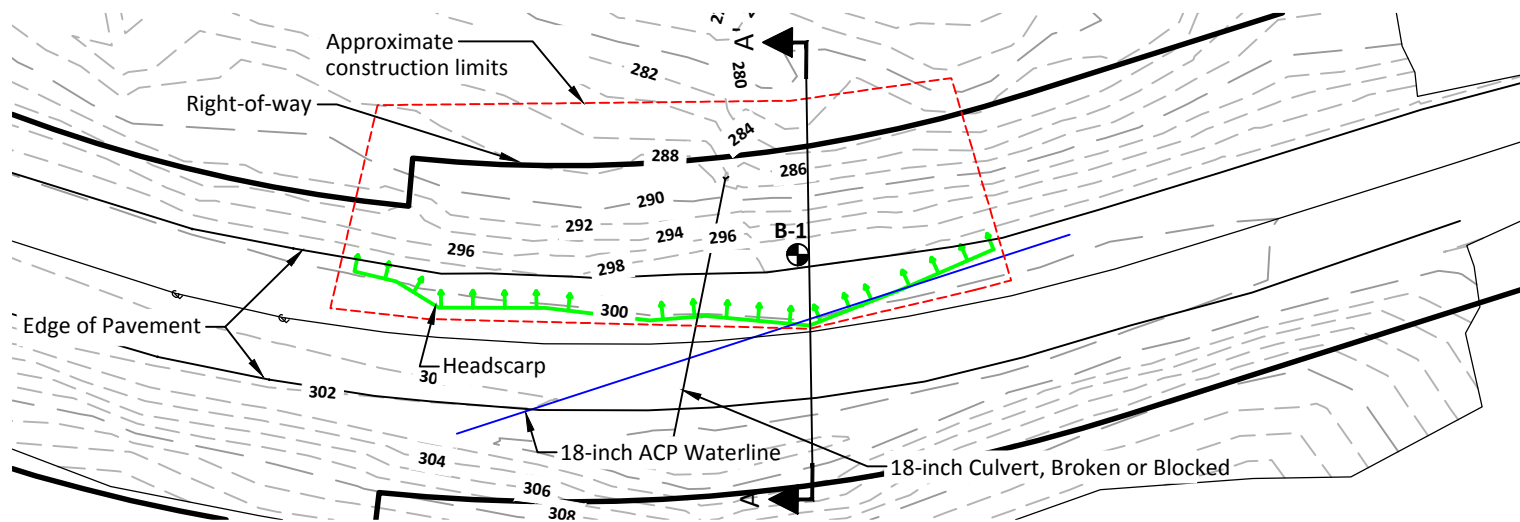 Approximate
construction limits
282
280
A'
Right-of-way
284
288
286
290
292
294
296
B-1
296
298
300
Edge of Pavement
Headscarp
30
302
18-inch ACP Waterline
18-inch Culvert, Broken or Blocked
304
306
A
308